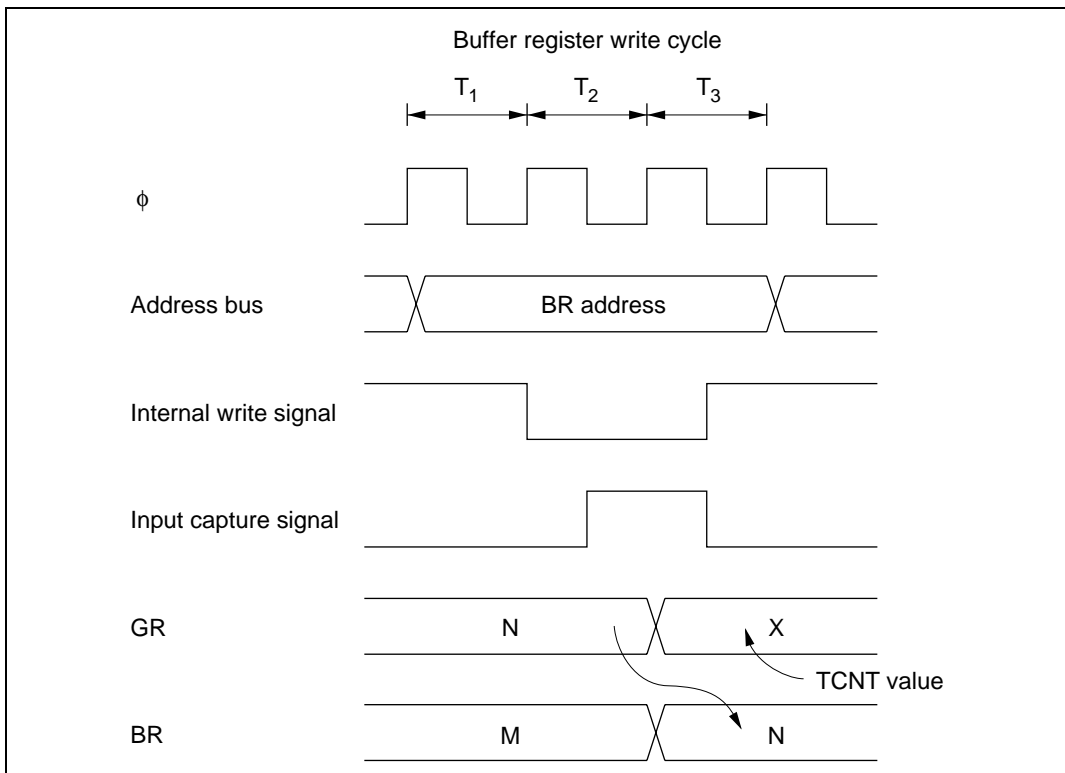 Buffer register write cycle
T1 T2 T3
φ
Address bus BR address
Internal write signal
Input capture signal
GR N X
TCNT value
BR M N